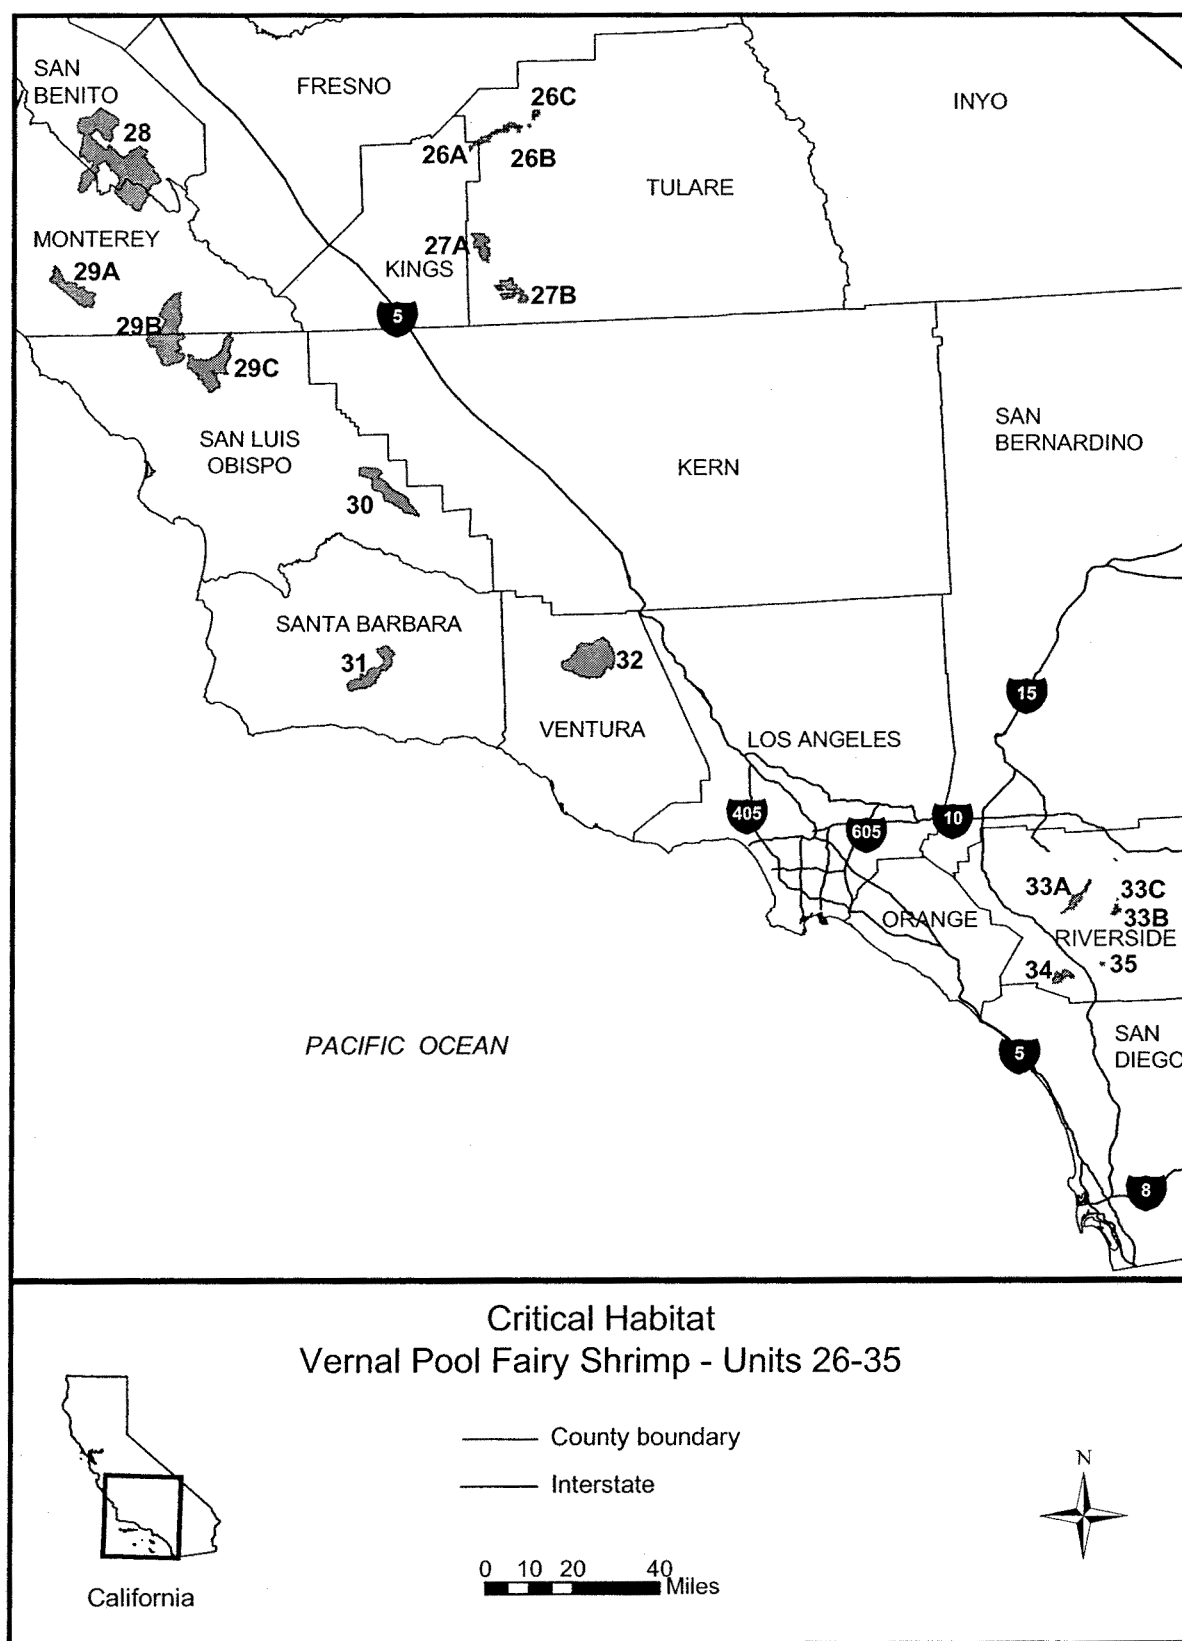 SAN
BENITO
FRESNO
INYO
26C
28
26A
26B
TULARE
MONTEREY
27A
KINGS
29A
27B
5
29B
29C
SAN
BERNARDINO
SAN LUIS
OBISPO
KERN
30
SANTA BARBARA
31
32
15
VENTURA
LOS ANGELES
405
605
10
33A
33C
33B
ORANGE
RIVERSIDE
34
35
PACIFIC OCEAN
SAN
DIEGO
5
8
Critical Habitat
Vernal Pool Fairy Shrimp - Units 26-35
County boundary
Interstate
N
0 10 20 40
Miles
California